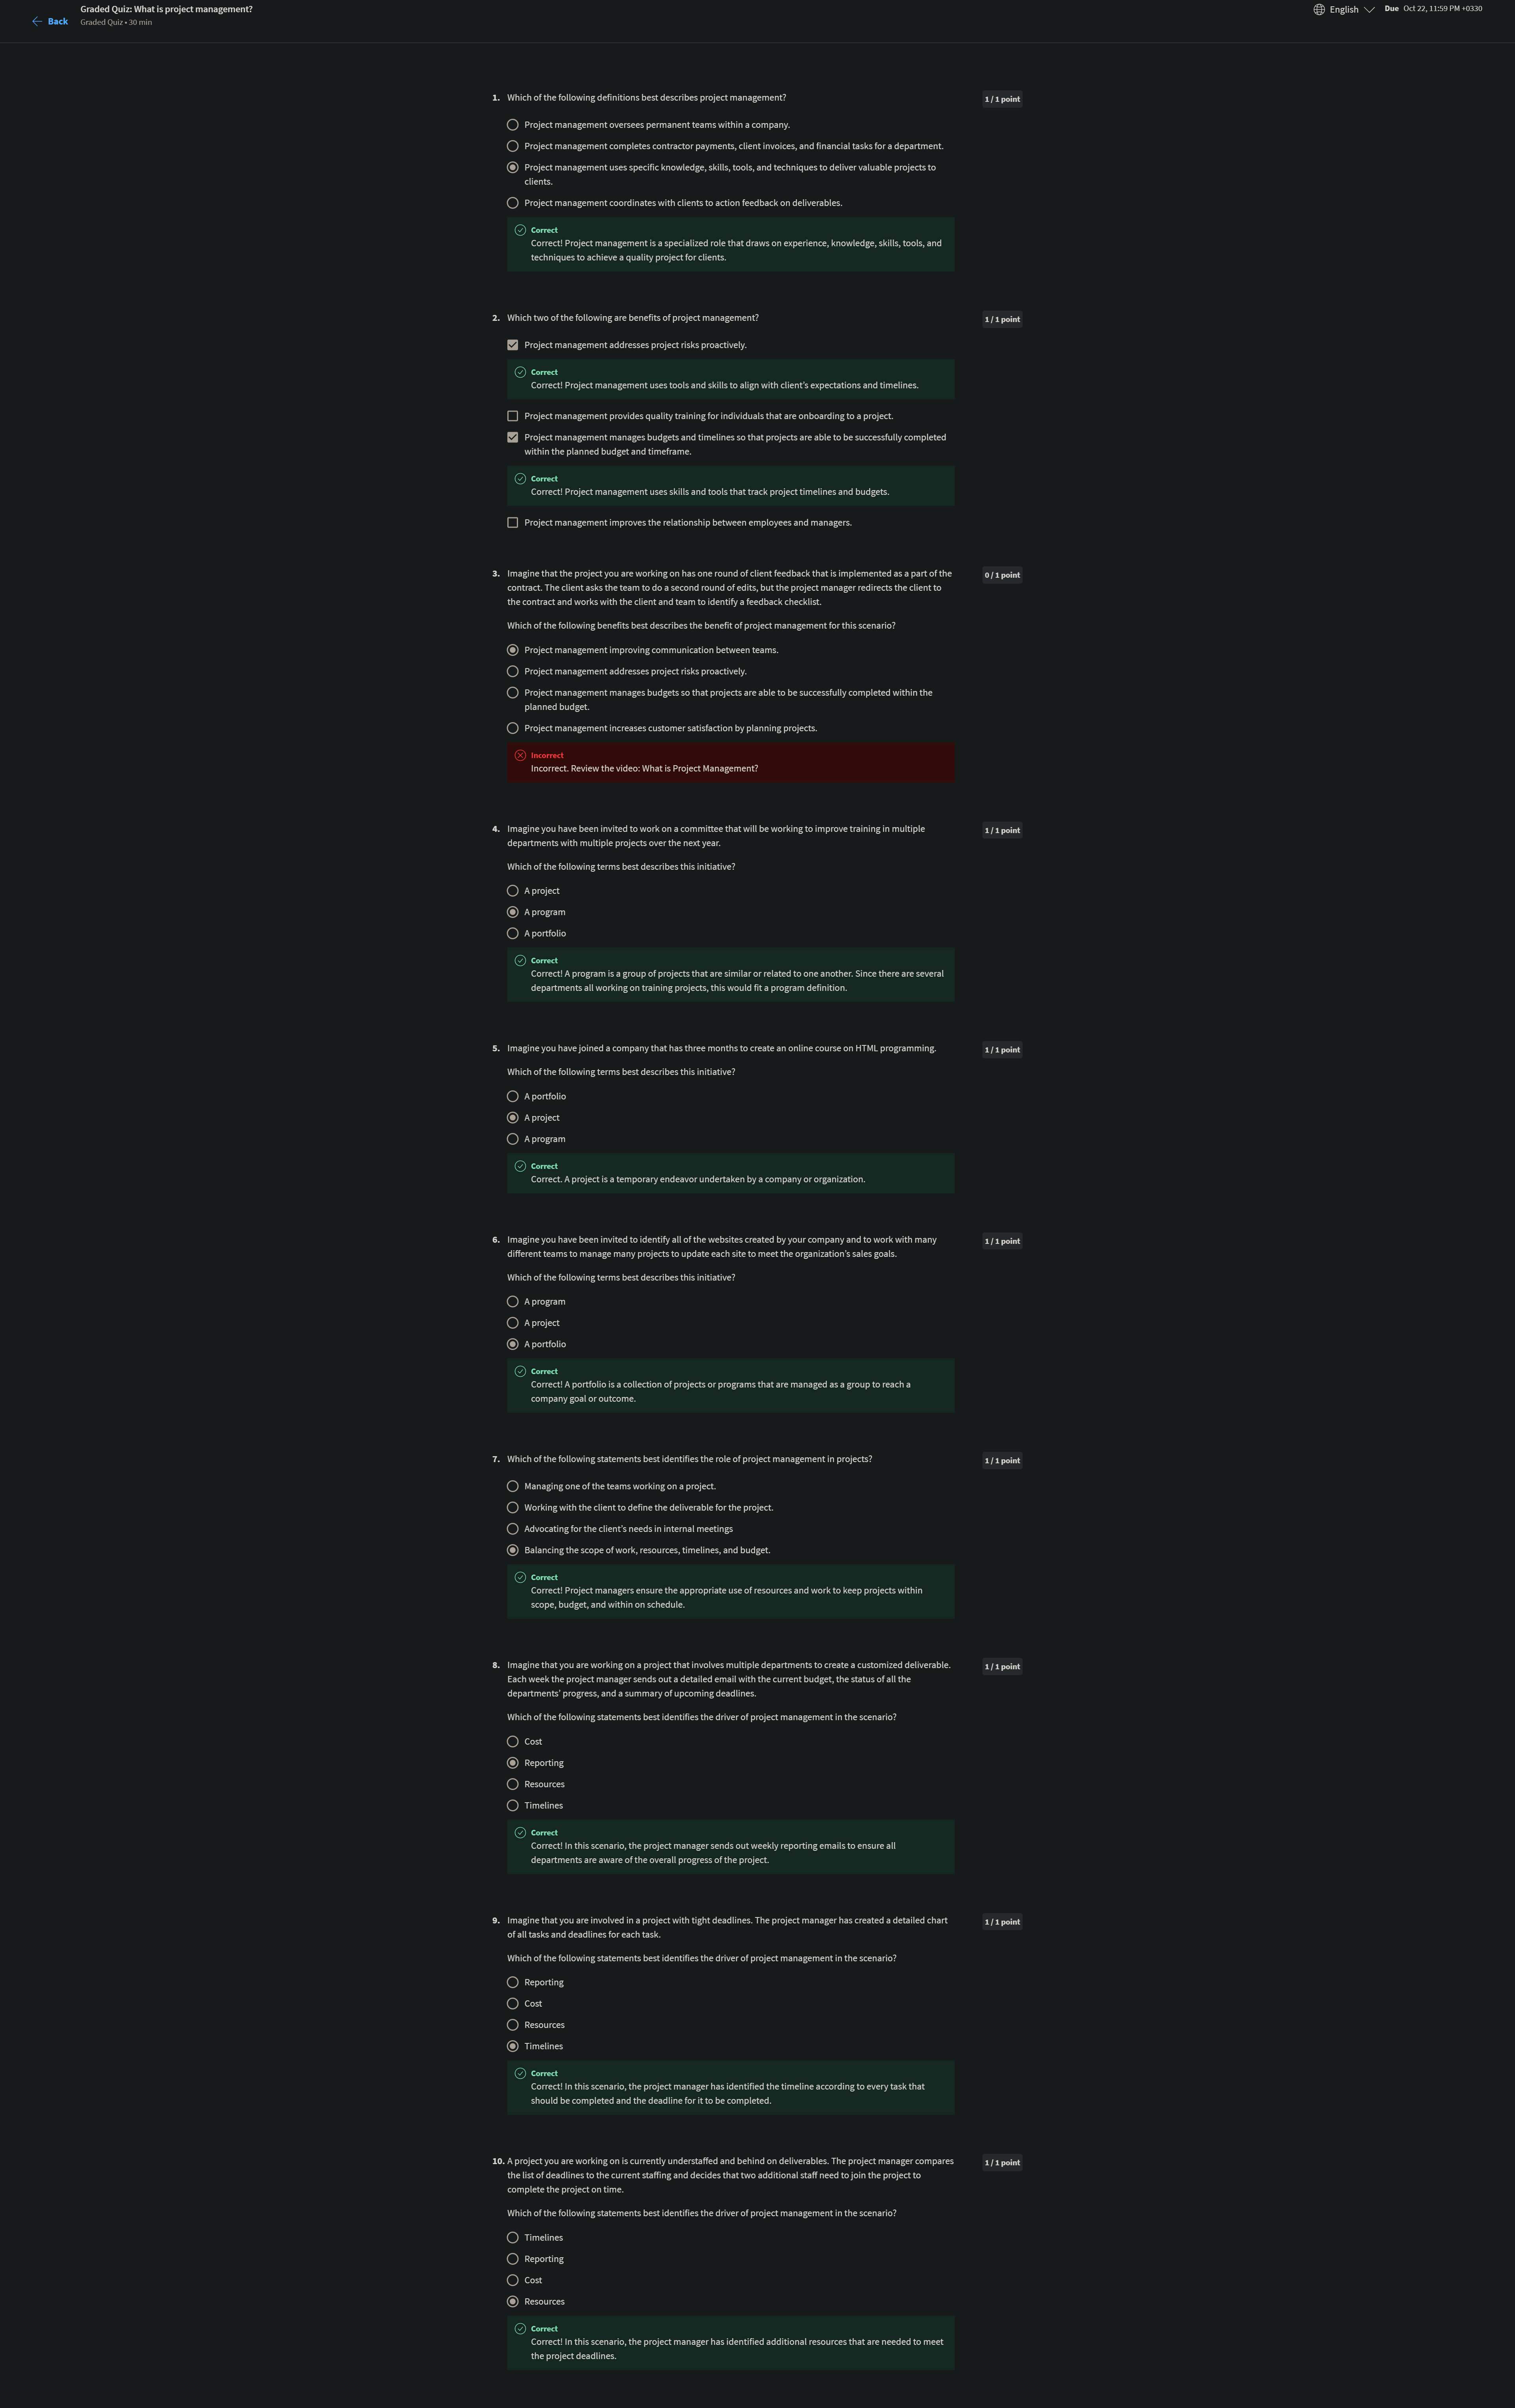 Back
Graded Quiz: What is project management?
Graded Quiz • 30 min
English
Due Oct 22, 11:59 PM +0330
1. Which of the following definitions best describes project management?
1 / 1 point
Project management oversees permanent teams within a company.
Project management completes contractor payments, client invoices, and financial tasks for a department.
Project management uses specific knowledge, skills, tools, and techniques to deliver valuable projects to
clients.
Project management coordinates with clients to action feedback on deliverables.
Correct
Correct! Project management is a specialized role that draws on experience, knowledge, skills, tools, and
techniques to achieve a quality project for clients.
2. Which two of the following are benefits of project management?
1 / 1 point
Project management addresses project risks proactively.
Correct
Correct! Project management uses tools and skills to align with client’s expectations and timelines.
Project management provides quality training for individuals that are onboarding to a project.
Project management manages budgets and timelines so that projects are able to be successfully completed
within the planned budget and timeframe.
Correct
Correct! Project management uses skills and tools that track project timelines and budgets.
Project management improves the relationship between employees and managers.
3. Imagine that the project you are working on has one round of client feedback that is implemented as a part of the
contract. The client asks the team to do a second round of edits, but the project manager redirects the client to
the contract and works with the client and team to identify a feedback checklist.
0 / 1 point
Which of the following benefits best describes the benefit of project management for this scenario?
Project management improving communication between teams.
Project management addresses project risks proactively.
Project management manages budgets so that projects are able to be successfully completed within the
planned budget.
Project management increases customer satisfaction by planning projects.
Incorrect
Incorrect. Review the video: What is Project Management?
4. Imagine you have been invited to work on a committee that will be working to improve training in multiple
departments with multiple projects over the next year.
1 / 1 point
Which of the following terms best describes this initiative?
A project
A program
A portfolio
Correct
Correct! A program is a group of projects that are similar or related to one another. Since there are several
departments all working on training projects, this would fit a program definition.
5. Imagine you have joined a company that has three months to create an online course on HTML programming.
1 / 1 point
Which of the following terms best describes this initiative?
A portfolio
A project
A program
Correct
Correct. A project is a temporary endeavor undertaken by a company or organization.
6. Imagine you have been invited to identify all of the websites created by your company and to work with many
different teams to manage many projects to update each site to meet the organization’s sales goals.
1 / 1 point
Which of the following terms best describes this initiative?
A program
A project
A portfolio
Correct
Correct! A portfolio is a collection of projects or programs that are managed as a group to reach a
company goal or outcome.
7. Which of the following statements best identifies the role of project management in projects?
1 / 1 point
Managing one of the teams working on a project.
Working with the client to define the deliverable for the project.
Advocating for the client’s needs in internal meetings
Balancing the scope of work, resources, timelines, and budget.
Correct
Correct! Project managers ensure the appropriate use of resources and work to keep projects within
scope, budget, and within on schedule.
8. Imagine that you are working on a project that involves multiple departments to create a customized deliverable.
Each week the project manager sends out a detailed email with the current budget, the status of all the
departments’ progress, and a summary of upcoming deadlines.
1 / 1 point
Which of the following statements best identifies the driver of project management in the scenario?
Cost
Reporting
Resources
Timelines
Correct
Correct! In this scenario, the project manager sends out weekly reporting emails to ensure all
departments are aware of the overall progress of the project.
9. Imagine that you are involved in a project with tight deadlines. The project manager has created a detailed chart
of all tasks and deadlines for each task.
1 / 1 point
Which of the following statements best identifies the driver of project management in the scenario?
Reporting
Cost
Resources
Timelines
Correct
Correct! In this scenario, the project manager has identified the timeline according to every task that
should be completed and the deadline for it to be completed.
10. A project you are working on is currently understaffed and behind on deliverables. The project manager compares
the list of deadlines to the current staffing and decides that two additional staff need to join the project to
complete the project on time.
1 / 1 point
Which of the following statements best identifies the driver of project management in the scenario?
Timelines
Reporting
Cost
Resources
Correct
Correct! In this scenario, the project manager has identified additional resources that are needed to meet
the project deadlines.